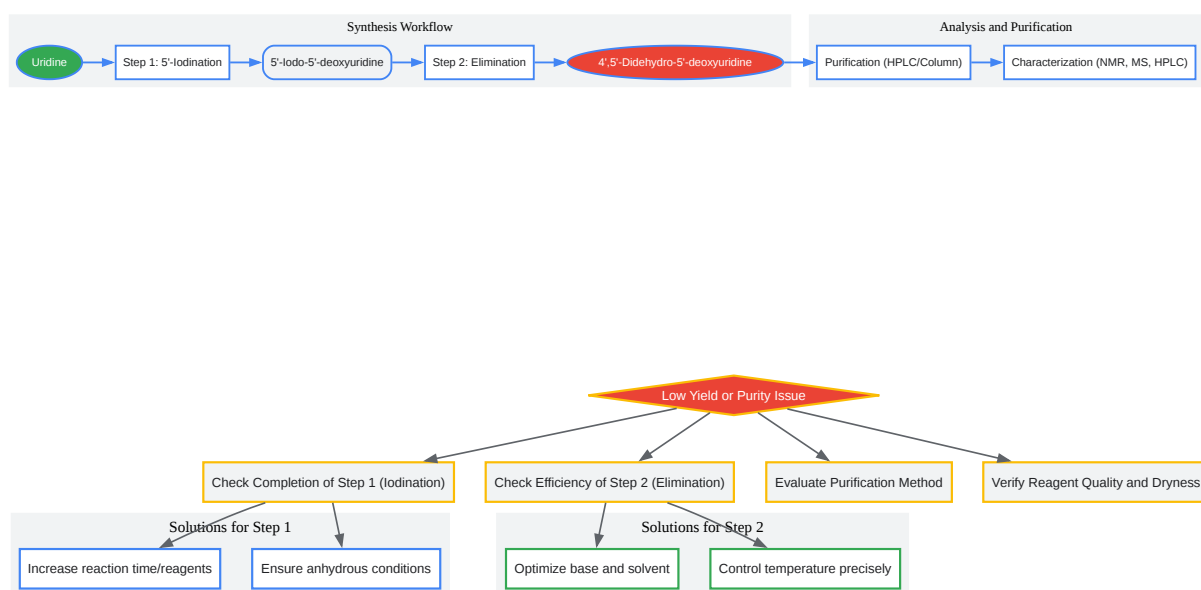 Synthesis Workflow
Analysis and Purification
Uridine
Step 1: 5'-Iodination
5'-Iodo-5'-deoxyuridine
Step 2: Elimination
4',5'-Didehydro-5'-deoxyuridine
Purification (HPLC/Column)
Characterization (NMR, MS, HPLC)
Low Yield or Purity Issue
Check Completion of Step 1 (Iodination)
Check Efficiency of Step 2 (Elimination)
Evaluate Purification Method
Verify Reagent Quality and Dryness
Solutions for Step 1
Solutions for Step 2
Increase reaction time/reagents
Ensure anhydrous conditions
Optimize base and solvent
Control temperature precisely